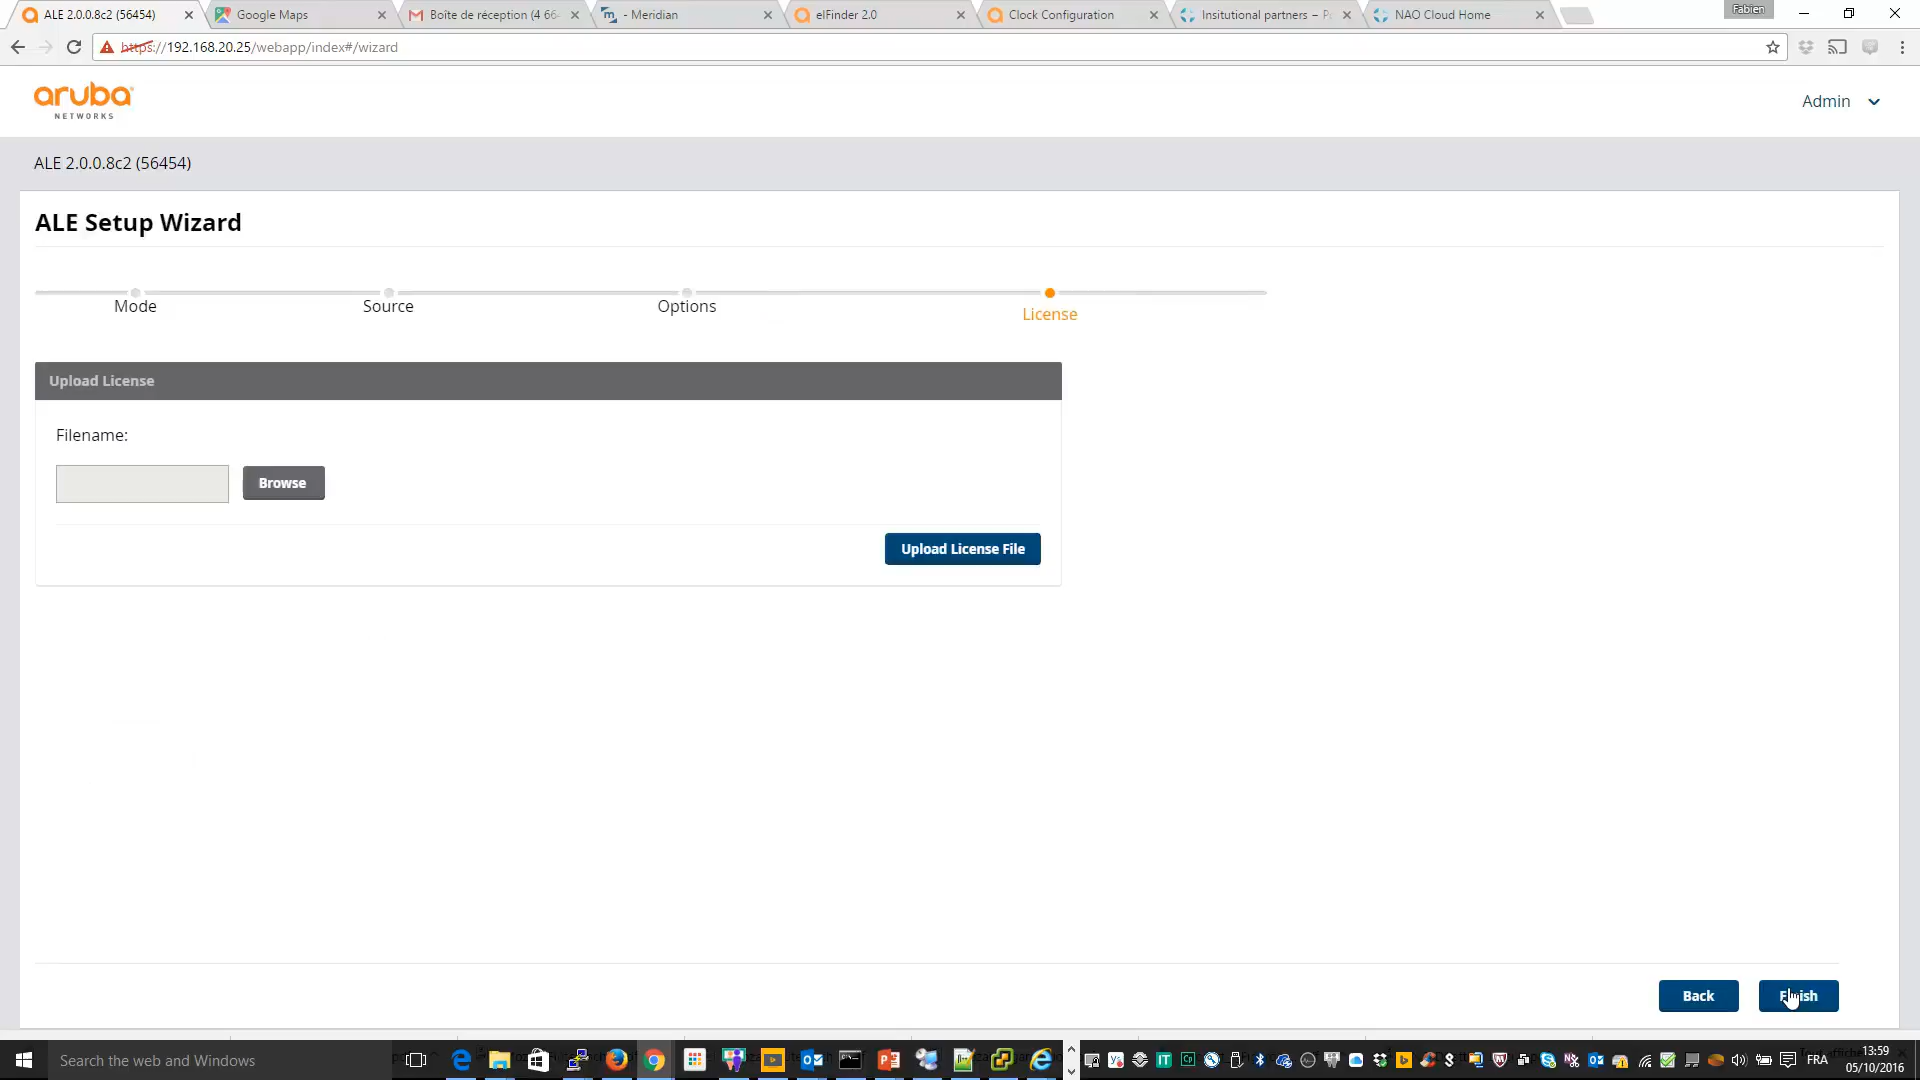 ALE 2.0.0.8c2 (56454)
Google Maps
Boîte de réception (4 66
- Meridian
elFinder 2.0
Clock Configuration
Insitutional partners – P
NAO Cloud Home
Fabien
https://192.168.20.25/webapp/index#/wizard
aruba
NETWORKS
Admin
ALE 2.0.0.8c2 (56454)
ALE Setup Wizard
Mode
Source
Options
License
Upload License
Filename:
Browse
Upload License File
Back
Finish
Search the web and Windows
FRA
13:59
05/10/2016